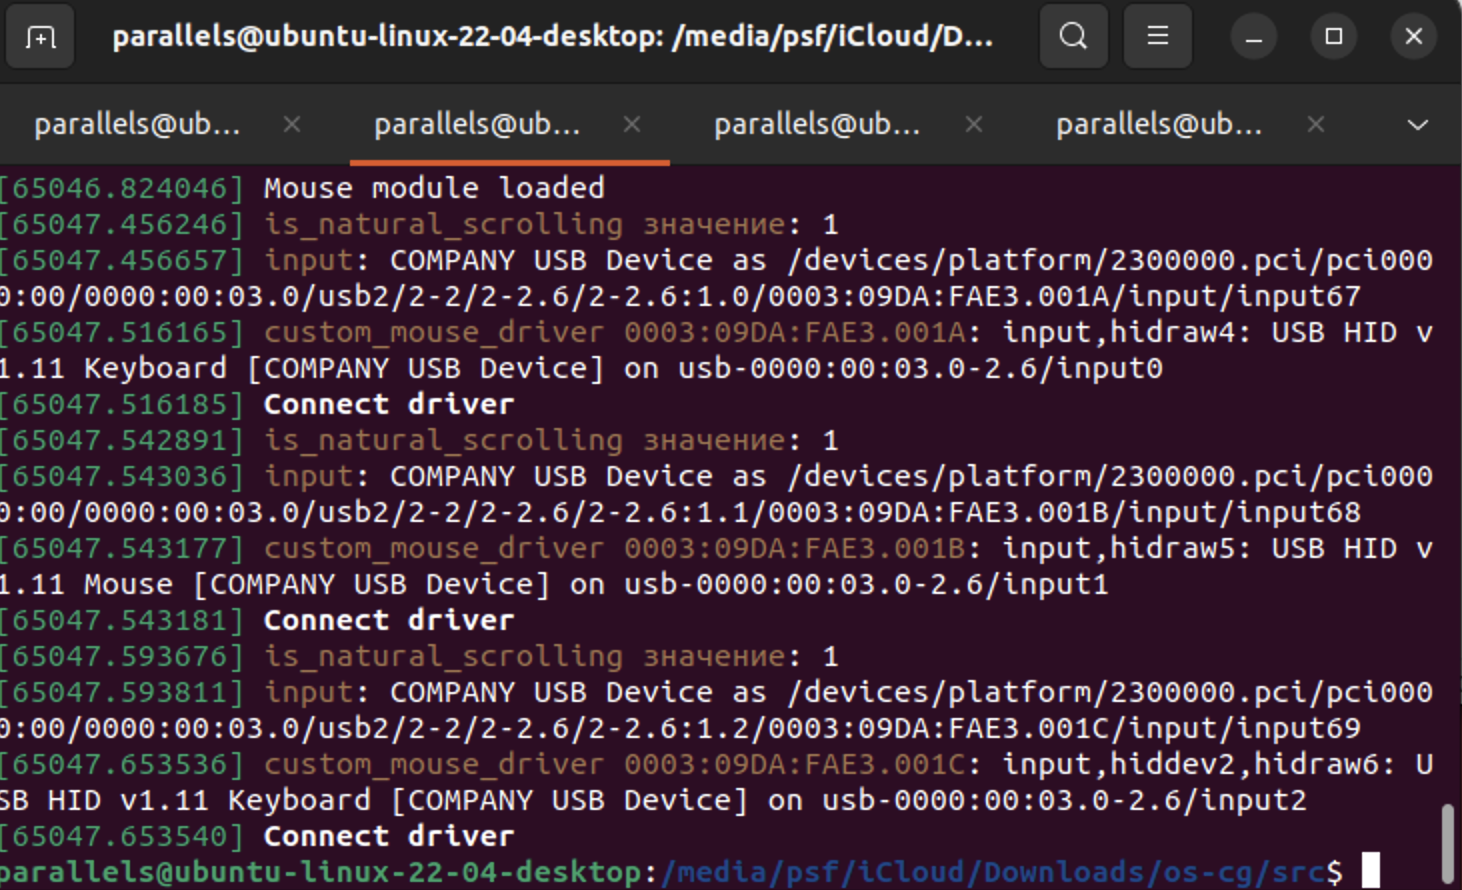 parallels@ubuntu-linux-22-04-desktop: /media/psf/iCloud/D...
parallels@ub... parallels@ub... parallels@ub... parallels@ub...
[65046.824046] Mouse module loaded
[65047.456246] is_natural_scrolling значение: 1
[65047.456657] input: COMPANY USB Device as /devices/platform/2300000.pci/pci000
0:00/0000:00:03.0/usb2/2-2/2-2.6/2-2.6:1.0/0003:09DA:FAE3.001A/input/input67
[65047.516165] custom_mouse_driver 0003:09DA:FAE3.001A: input,hidraw4: USB HID v
1.11 Keyboard [COMPANY USB Device] on usb-0000:00:03.0-2.6/input0
[65047.516185] Connect driver
[65047.542891] is_natural_scrolling значение: 1
[65047.543036] input: COMPANY USB Device as /devices/platform/2300000.pci/pci000
0:00/0000:00:03.0/usb2/2-2/2-2.6/2-2.6:1.1/0003:09DA:FAE3.001B/input/input68
[65047.543177] custom_mouse_driver 0003:09DA:FAE3.001B: input,hidraw5: USB HID v
1.11 Mouse [COMPANY USB Device] on usb-0000:00:03.0-2.6/input1
[65047.543181] Connect driver
[65047.593676] is_natural_scrolling значение: 1
[65047.593811] input: COMPANY USB Device as /devices/platform/2300000.pci/pci000
0:00/0000:00:03.0/usb2/2-2/2-2.6/2-2.6:1.2/0003:09DA:FAE3.001C/input/input69
[65047.653536] custom_mouse_driver 0003:09DA:FAE3.001C: input,hiddev2,hidraw6: U
SB HID v1.11 Keyboard [COMPANY USB Device] on usb-0000:00:03.0-2.6/input2
[65047.653540] Connect driver
parallels@ubuntu-linux-22-04-desktop:/media/psf/iCloud/Downloads/os-cg/src$